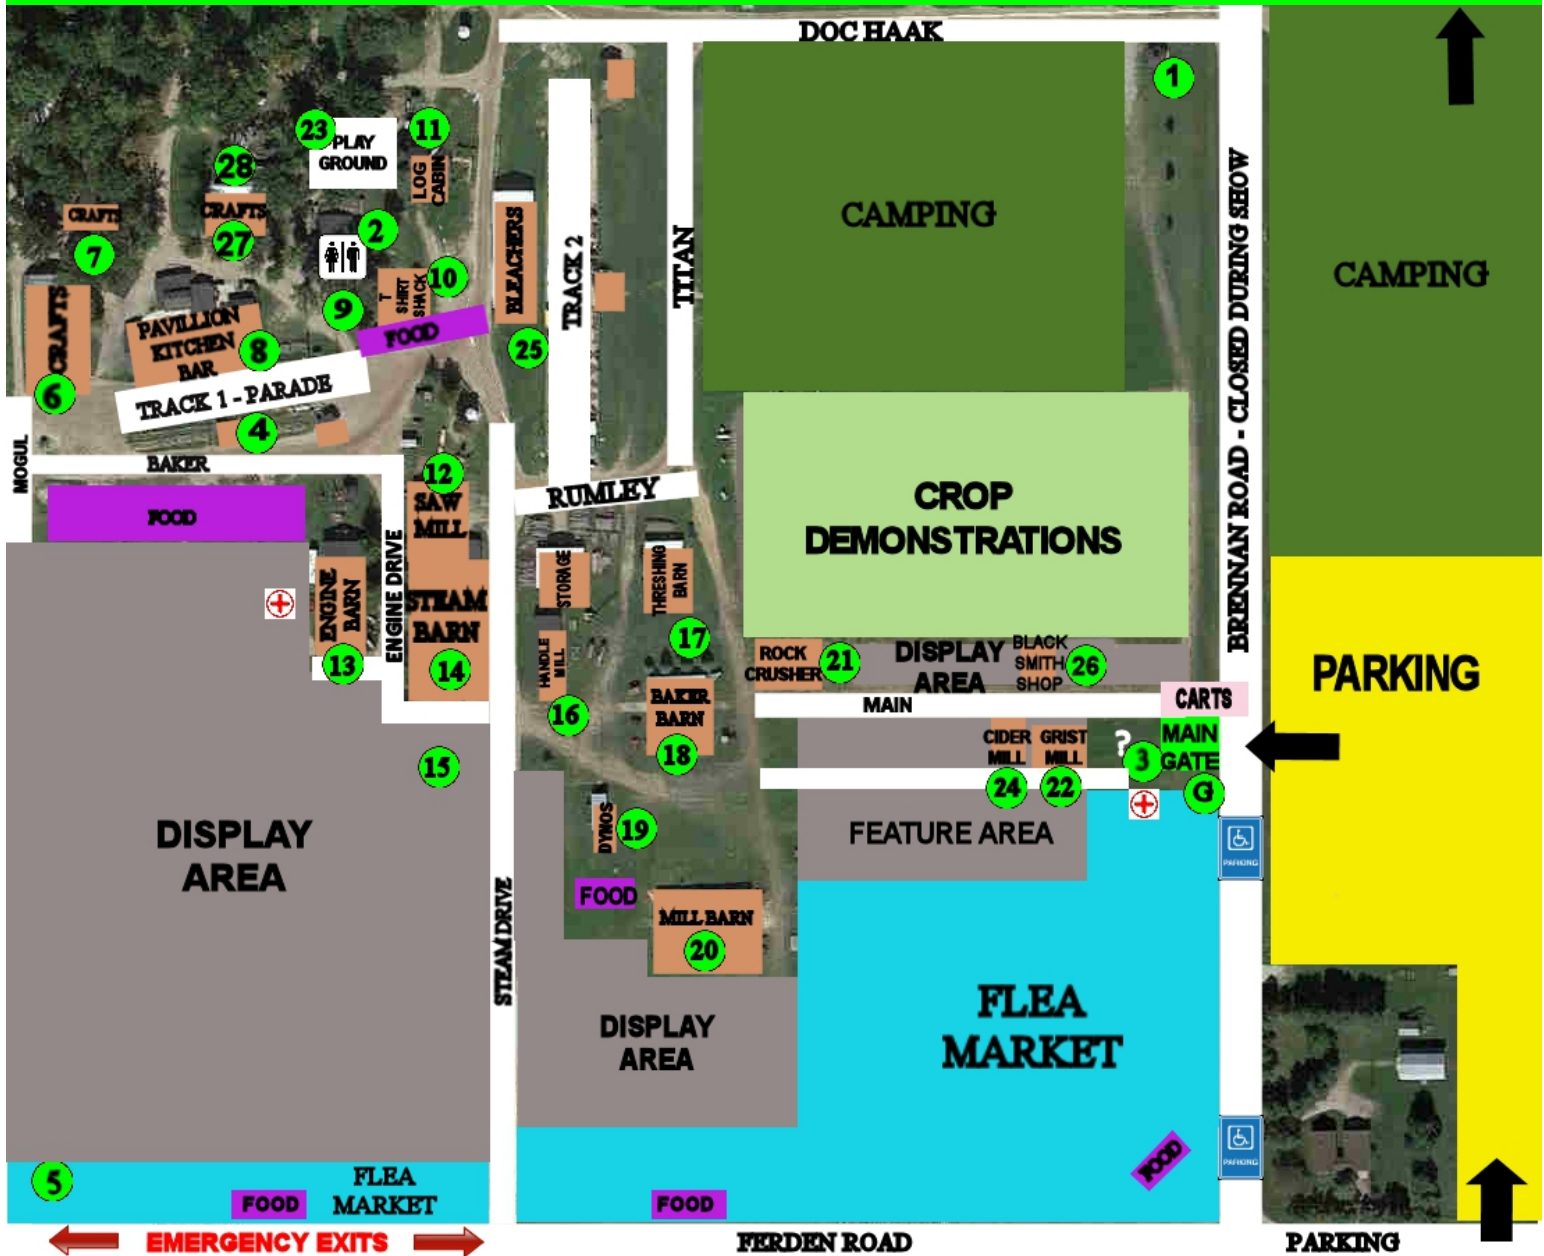 DOC HAAK
1
23
PLAY
GROUND
11
LOG
CABIN
28
CRAFTS
27
CRAFTS
7
2
BLEACHERS
TRACK 2
TITAN
CAMPING
CAMPING
BRENNAN ROAD - CLOSED DURING SHOW
10
T
SHIRT
SHACK
9
FOOD
25
CRAFTS
6
PAVILLION
KITCHEN
BAR
8
TRACK 1 - PARADE
4
MOGUL
BAKER
FOOD
12
SAW
MILL
RUMLEY
CROP
DEMONSTRATIONS
ENGINE
BARN
13
ENGINE DRIVE
STEAM
BARN
14
STORAGE
THRESHING
BARN
17
HANDLE
MILL
16
BAKER
BARN
18
ROCK
CRUSHER
21
DISPLAY
AREA
BLACK
SMITH
SHOP
26
PARKING
MAIN
CARTS
CIDER
MILL
24
GRIST
MILL
22
?
3
MAIN
GATE
G
15
DISPLAY
AREA
DYNOS
19
FEATURE AREA
PARKING
FOOD
MILL BARN
20
STEAM DRIVE
DISPLAY
AREA
FLEA
MARKET
FOOD
PARKING
5
FLEA
MARKET
FOOD
FOOD
EMERGENCY EXITS
FERDEN ROAD
PARKING